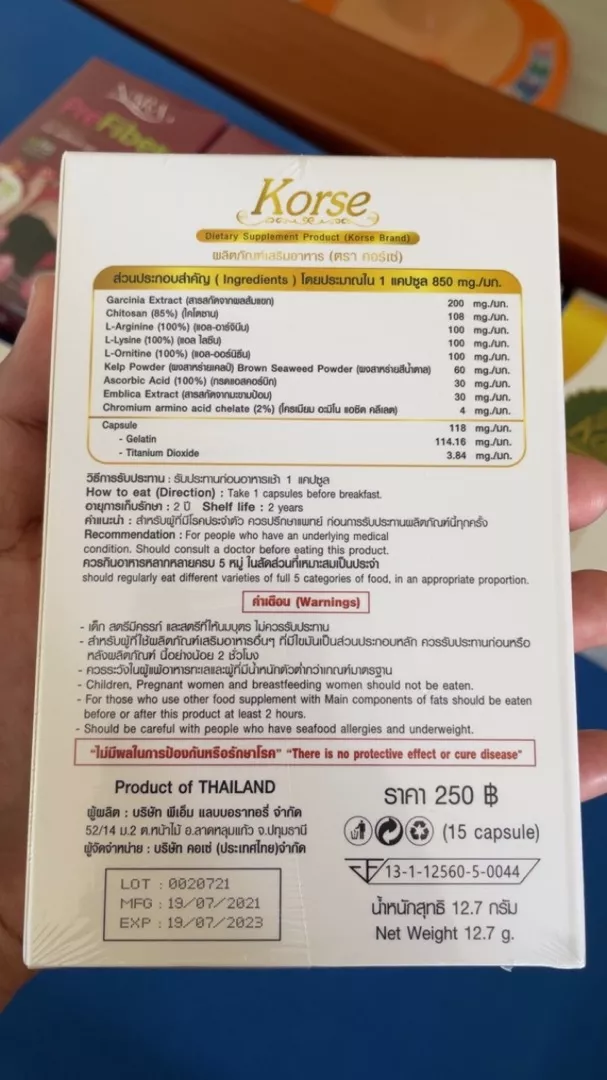 NARA
PreFiber
Korse
Dietary Supplement Product (Korse Brand)
ผลิตภัณฑ์เสริมอาหาร (ตรา คอร์เซ่)
ส่วนประกอบสำคัญ ( Ingredients ) โดยประมาณใน 1 แคปซูล 850 mg./มก.
Garcinia Extract (สารสกัดจากผลส้มแขก) 200 mg./มก.
Chitosan (85%) (ไคโตซาน) 108 mg./มก.
L-Arginine (100%) (แอล-อาร์จินีน) 100 mg./มก.
L-Lysine (100%) (แอล ไลซีน) 100 mg./มก.
L-Ornitine (100%) (แอล-ออร์นิธีน) 100 mg./มก.
Kelp Powder (ผงสาหร่ายเคลป์) Brown Seaweed Powder (ผงสาหร่ายสีน้ำตาล) 60 mg./มก.
Ascorbic Acid (100%) (กรดแอสคอร์บิก) 30 mg./มก.
Emblica Extract (สารสกัดจากมะขามป้อม) 30 mg./มก.
Chromium armino acid chelate (2%) (โครเมียม อะมิโน แอซิด คลีเลต) 4 mg./มก.
Capsule 118 mg./มก.
- Gelatin 114.16 mg./มก.
- Titanium Dioxide 3.84 mg./มก.
วิธีการรับประทาน : รับประทานก่อนอาหารเช้า 1 แคปซูล
How to eat (Direction) : Take 1 capsules before breakfast.
อายุการเก็บรักษา : 2 ปี Shelf life : 2 years
คำแนะนำ : สำหรับผู้ที่มีโรคประจำตัว ควรปรึกษาแพทย์ ก่อนการรับประทานผลิตภัณฑ์นี้ทุกครั้ง
Recommendation : For people who have an underlying medical
condition. Should consult a doctor before eating this product.
ควรกินอาหารหลากหลายครบ 5 หมู่ ในสัดส่วนที่เหมาะสมเป็นประจำ
should regularly eat different varieties of full 5 categories of food, in an appropriate proportion.
คำเตือน (Warnings)
- เด็ก สตรีมีครรภ์ และสตรีที่ให้นมบุตร ไม่ควรรับประทาน
- สำหรับผู้ที่ใช้ผลิตภัณฑ์เสริมอาหารอื่นๆ ที่มีไขมันเป็นส่วนประกอบหลัก ควรรับประทานก่อนหรือ
หลังผลิตภัณฑ์ นี้อย่างน้อย 2 ชั่วโมง
- ควรระวังในผู้แพ้อาหารทะเลและผู้ที่มีน้ำหนักตัวต่ำกว่าเกณฑ์มาตรฐาน
- Children, Pregnant women and breastfeeding women should not be eaten.
- For those who use other food supplement with Main components of fats should be eaten
before or after this product at least 2 hours.
- Should be careful with people who have seafood allergies and underweight.
"ไม่มีผลในการป้องกันหรือรักษาโรค" "There is no protective effect or cure disease"
Product of THAILAND
ผู้ผลิต : บริษัท พีเอ็ม แลบบอราทอรี่ จำกัด
52/14 ม.2 ต.หน้าไม้ อ.ลาดหลุมแก้ว จ.ปทุมธานี
ผู้จัดจำหน่าย : บริษัท คอเซ่ (ประเทศไทย)จำกัด
LOT : 0020721
MFG : 19/07/2021
EXP : 19/07/2023
ราคา 250 ฿
(15 capsule)
13-1-12560-5-0044
น้ำหนักสุทธิ 12.7 กรัม
Net Weight 12.7 g.